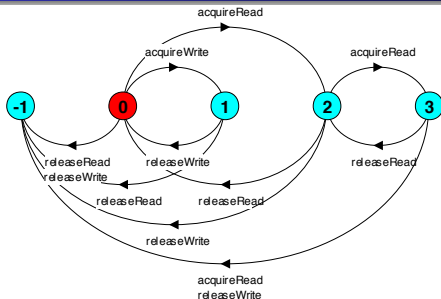 acquireRead
acquireWrite
acquireRead
-1
0
1
2
3
releaseRead
releaseWrite
releaseWrite
releaseRead
releaseRead
releaseRead
releaseWrite
acquireRead
releaseWrite